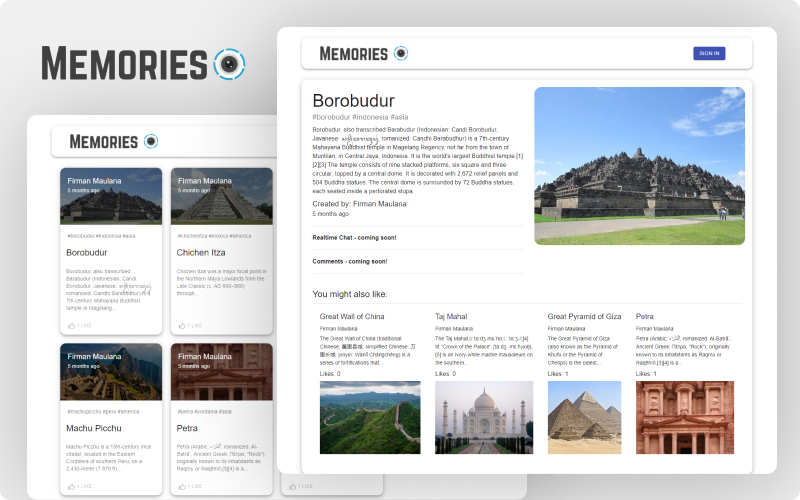 MEMORIES
MEMORIES
Firman Maulana
5 months ago
#borobudur #indonesia #asia
Borobudur
Borobudur also transcribed
Barabudur (Indonesian: Candi
Borobudur, Javanese:
romanized: Candhi Barabudhur) is a
7th-century Mahayana Buddhist
temple in Magelang...
1 LIKE
Firman Maulana
5 months ago
#chichenitza #mexico #america
Chichen Itza
Chichen Itza was a major focal point in
the Northern Maya Lowlands from the
Late Classic (c. AD 600–900)
through...
1 LIKE
Firman Maulana
5 months ago
#machupicchu #peru #america
Machu Picchu
Machu Picchu is a 15th-century Inca
citadel, located in the Eastern
Cordillera of southern Peru, on a
2,430-meter (7,970 ft)...
1 LIKE
Firman Maulana
5 months ago
#petra #yordania #asia
Petra
Petra (Arabic: romanized: Al-
Batrāʾ, Ancient Greek: Πέτρα, "Rock"),
originally known to its inhabitants as
Raqmu or Raqēmō,[3][4] is a...
1 LIKE
1 LIKE
MEMORIES
SIGN IN
Borobudur
#borobudur #indonesia #asia
Borobudur, also transcribed Barabudur (Indonesian: Candi Borobudur,
Javanese: romanized: Candhi Barabudhur) is a 7th-century
Mahayana Buddhist temple in Magelang Regency, not far from the town of
Muntilan, in Central Java, Indonesia. It is the world's largest Buddhist temple.[1]
[2][3] The temple consists of nine stacked platforms, six square and three
circular, topped by a central dome. It is decorated with 2,672 relief panels and
504 Buddha statues. The central dome is surrounded by 72 Buddha statues,
each seated inside a perforated stupa.
Created by: Firman Maulana
5 months ago
Realtime Chat - coming soon!
Comments - coming soon!
You might also like:
Great Wall of China
Firman Maulana
The Great Wall of China (traditional
Chinese: 萬里長城; simplified Chinese: 万
里长城; pinyin: Wànlǐ Chángchéng) is a
series of fortifications that...
Likes: 0
Taj Mahal
Firman Maulana
The Taj Mahal
lit. 'Crown of the Palace',
[5] is an ivory-white marble mausoleum on
the southern...
Likes: 0
Great Pyramid of Giza
Firman Maulana
The Great Pyramid of Giza
(also known as the Pyramid of
Khufu or the Pyramid of
Cheops) is the oldest...
Likes: 1
Petra
Firman Maulana
Petra (Arabic: romanized: Al-Batrāʾ,
Ancient Greek: Πέτρα, "Rock"), originally
known to its inhabitants as Raqmu or
Raqēmō,[3][4] is a...
Likes: 1